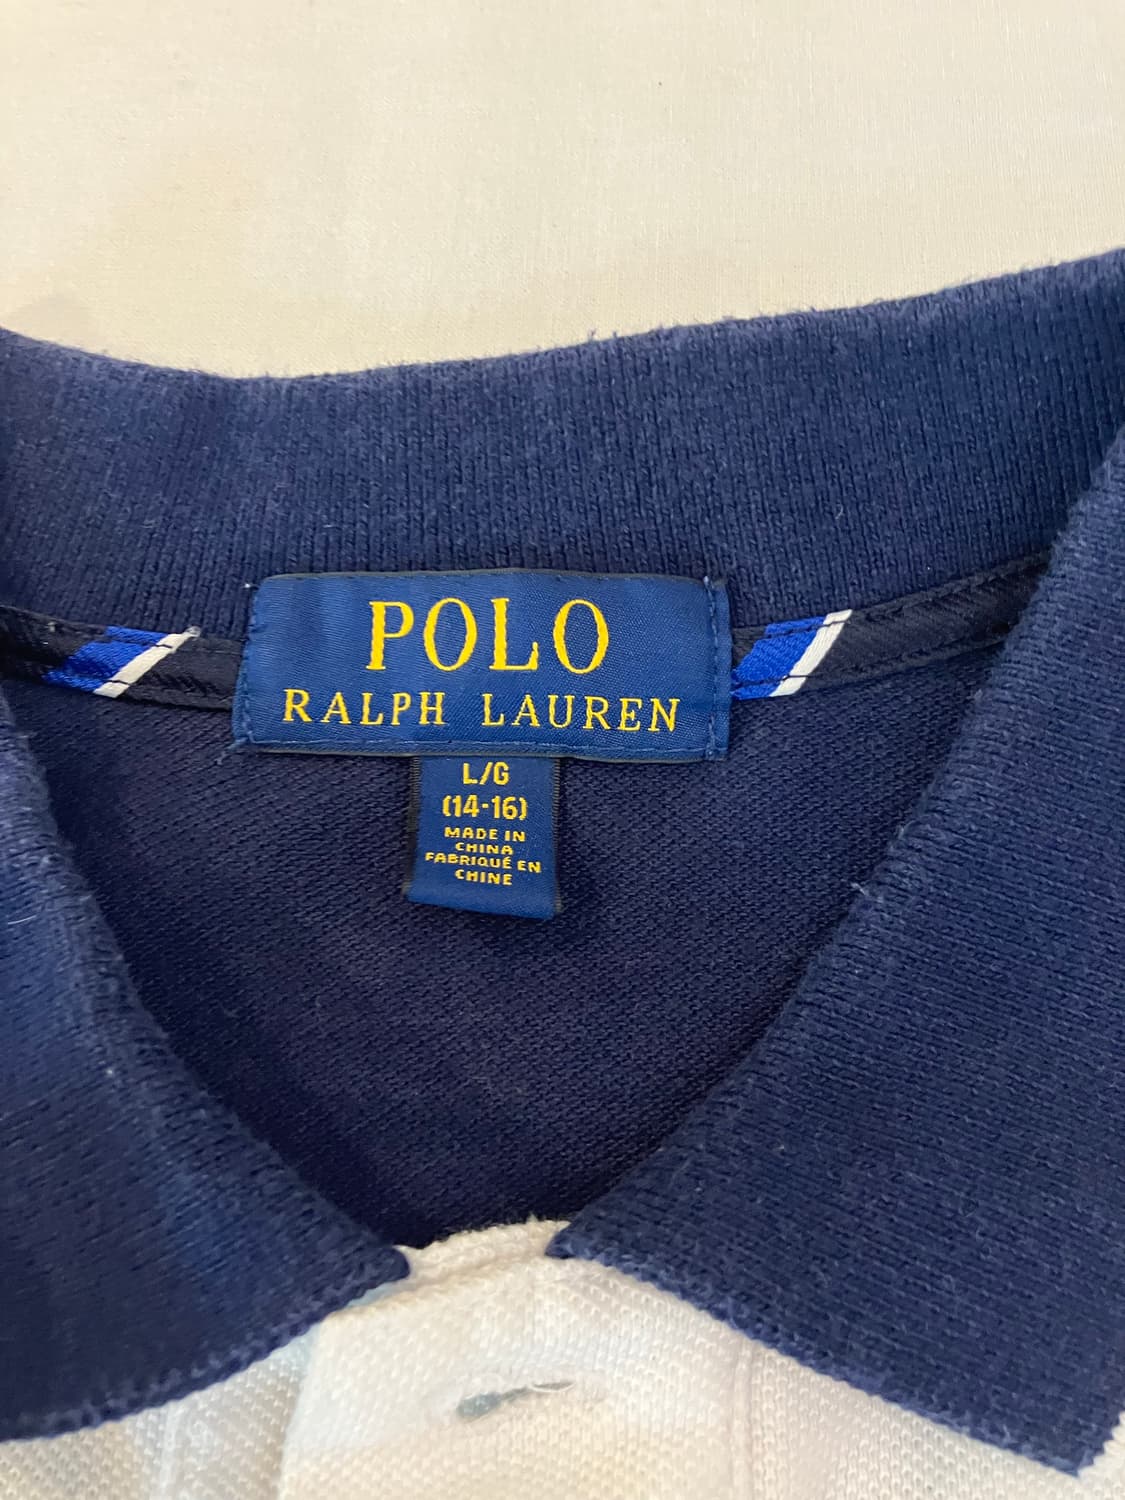 POLO
RALPH LAUREN
L/G
(14-16)
MADE IN
CHINA
FABRIQUÉ EN
CHINE